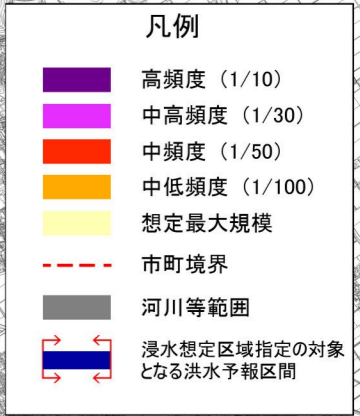 凡例
高頻度（1/10）
中高頻度（1/30）
中頻度（1/50）
中低頻度（1/100）
想定最大規模
市町境界
河川等範囲
浸水想定区域指定の対象
となる洪水予報区間